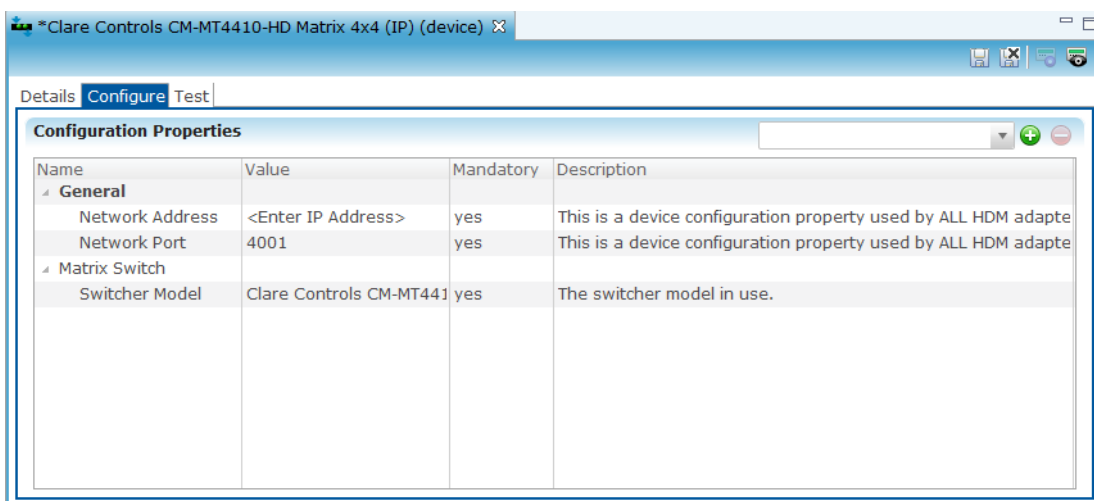 *Clare Controls CM-MT4410-HD Matrix 4x4 (IP) (device)
Details Configure Test
Configuration Properties
Name Value Mandatory Description
General
Network Address <Enter IP Address> yes This is a device configuration property used by ALL HDM adapte
Network Port 4001 yes This is a device configuration property used by ALL HDM adapte
Matrix Switch
Switcher Model Clare Controls CM-MT441 yes The switcher model in use.